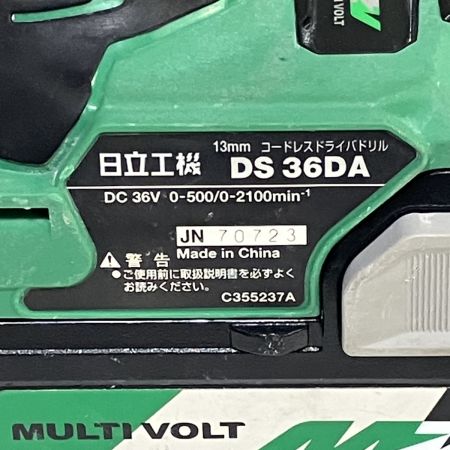 VOLT
13mm コードレスドライバドリル
日立工機 DS 36DA
DC 36V 0-500/0-2100min⁻¹
JN 70723
Made in China
警告
●ご使用前に取扱説明書を必ずよく
お読みください。
C355237A
MULTI VOLT